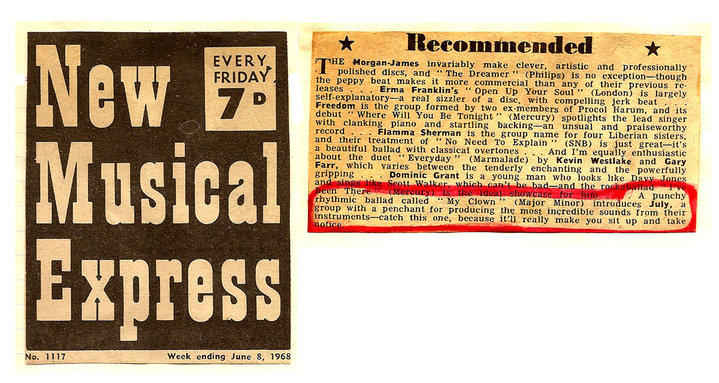 New
EVERY
FRIDAY
7D
Musical
Express
No. 1117 Week ending June 8, 1968
★ Recommended ★
THE Morgan-James invariably make clever, artistic and professionally
polished discs, and "The Dreamer" (Philips) is no exception—though
the peppy beat makes it more commercial than any of their previous re-
leases . . . Erma Franklin's "Open Up Your Soul" (London) is largely
self-explanatory—a real sizzler of a disc, with compelling jerk beat . . .
Freedom is the group formed by two ex-members of Procol Harum, and its
debut "Where Will You Be Tonight" (Mercury) spotlights the lead singer
with clanking piano and startling backing—an unusual and praiseworthy
record . . . Flamma Sherman is the group name for four Liberian sisters,
and their treatment of "No Need To Explain" (SNB) is just great—it's
a beautiful ballad with classical overtones . . . And I'm equally enthusiastic
about the duet "Everyday" (Marmalade) by Kevin Westlake and Gary
Farr, which varies between the tenderly enchanting and the powerfully
gripping . . . Dominic Grant is a young man who looks like Davy Jones
and sings like Scott Walker, which can't be bad—and the rockaballad "I've
Been There" (Mercury) is the ideal showcase for him . . . A punchy
rhythmic ballad called "My Clown" (Major Minor) introduces July, a
group with a penchant for producing the most incredible sounds from their
instruments—catch this one, because it'll really make you sit up and take
notice.